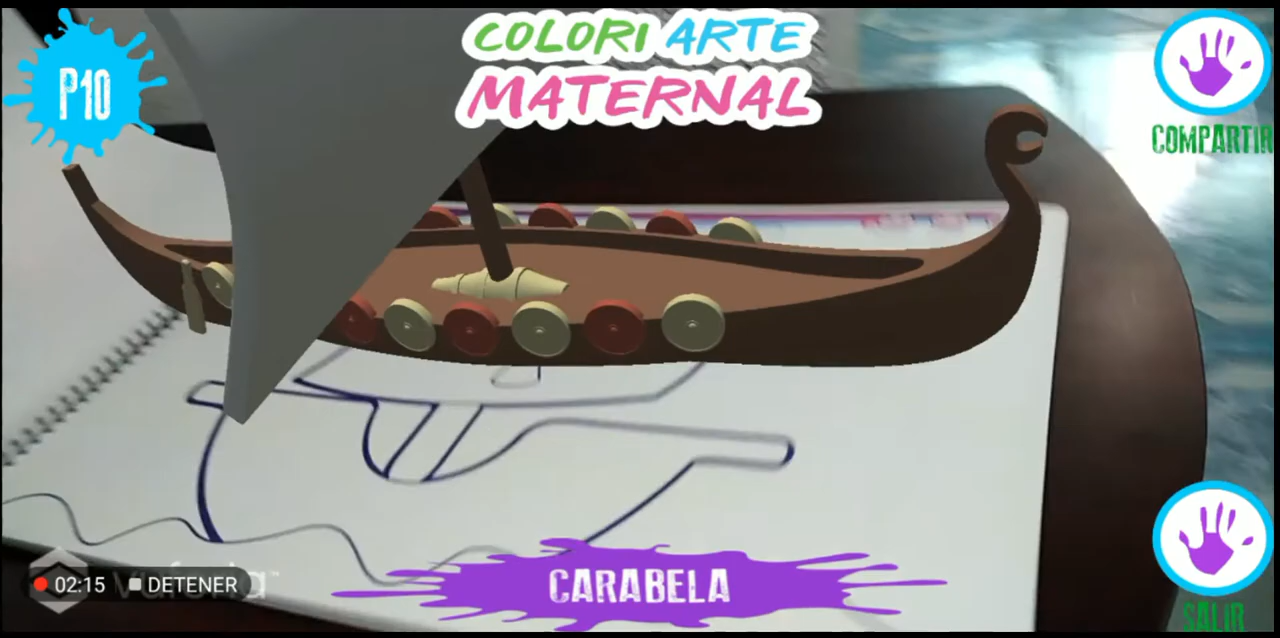 P10
COLORI ARTE
MATERNAL
COMPARTIR
02:15 DETENER
CARABELA
SALIR